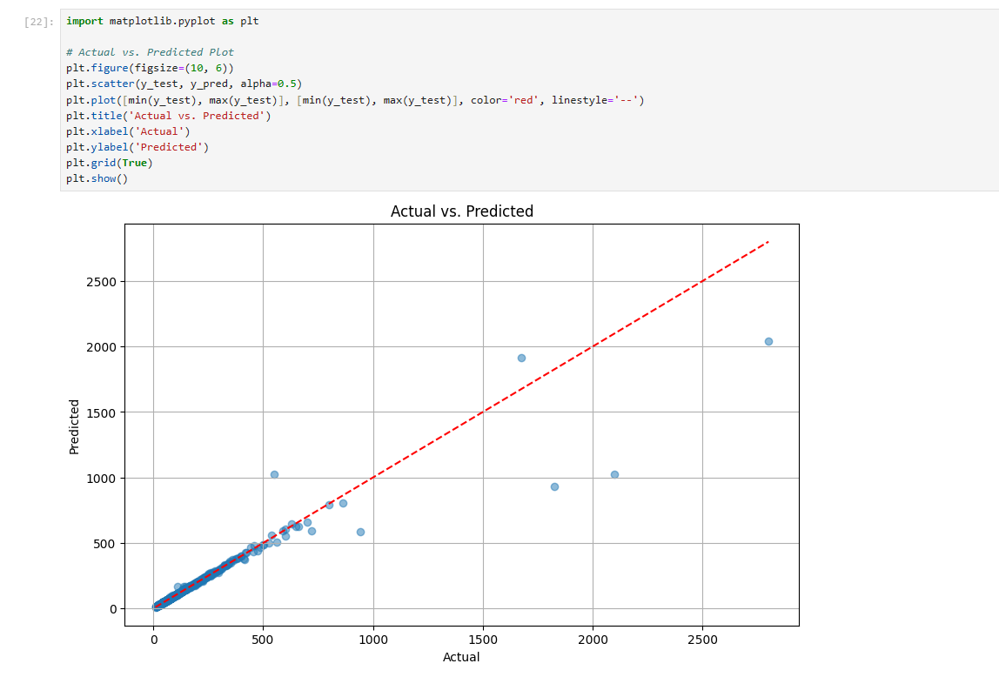 [22]: import matplotlib.pyplot as plt
# Actual vs. Predicted Plot
plt.figure(figsize=(10, 6))
plt.scatter(y_test, y_pred, alpha=0.5)
plt.plot([min(y_test), max(y_test)], [min(y_test), max(y_test)], color='red', linestyle='--')
plt.title('Actual vs. Predicted')
plt.xlabel('Actual')
plt.ylabel('Predicted')
plt.grid(True)
plt.show()
Actual vs. Predicted
2500
2000
1500
1000
500
0
Predicted
0 500 1000 1500 2000 2500
Actual